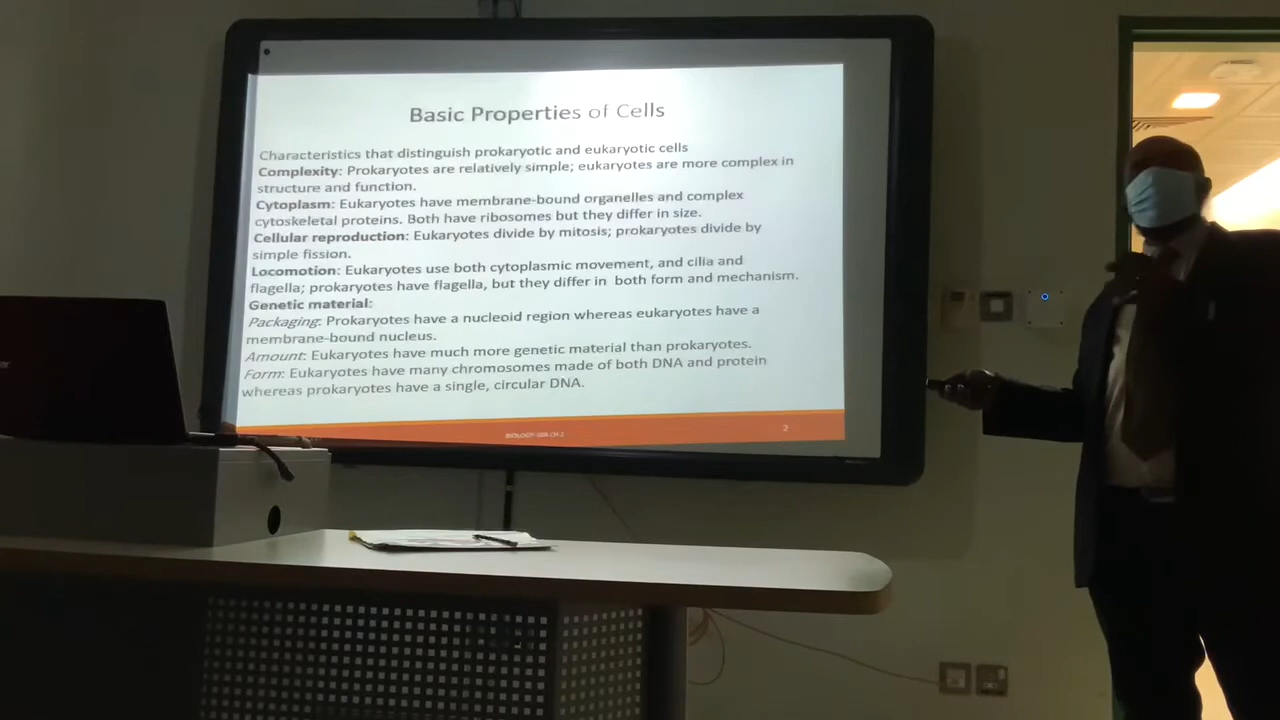 Basic Properties of Cells
Characteristics that distinguish prokaryotic and eukaryotic cells
Complexity: Prokaryotes are relatively simple; eukaryotes are more complex in
structure and function.
Cytoplasm: Eukaryotes have membrane-bound organelles and complex
cytoskeletal proteins. Both have ribosomes but they differ in size.
Cellular reproduction: Eukaryotes divide by mitosis; prokaryotes divide by
simple fission.
Locomotion: Eukaryotes use both cytoplasmic movement, and cilia and
flagella; prokaryotes have flagella, but they differ in both form and mechanism.
Genetic material:
Packaging: Prokaryotes have a nucleoid region whereas eukaryotes have a
membrane-bound nucleus.
Amount: Eukaryotes have much more genetic material than prokaryotes.
Form: Eukaryotes have many chromosomes made of both DNA and protein
whereas prokaryotes have a single, circular DNA.
2